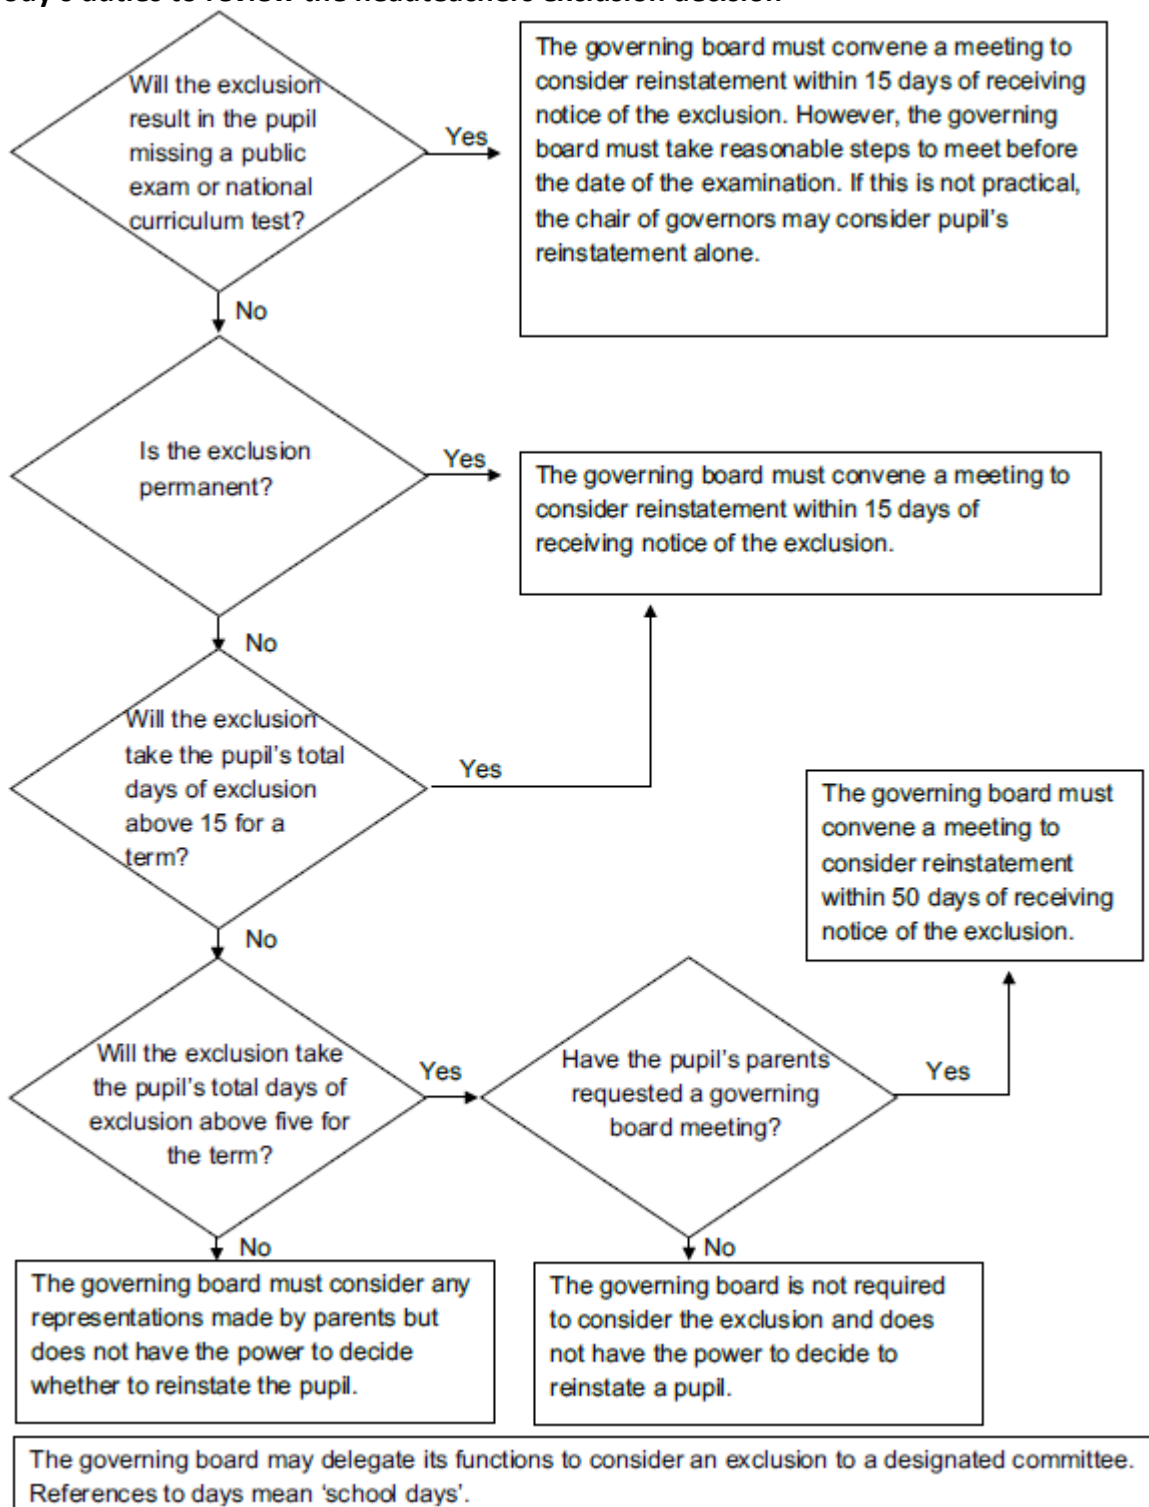 body's duties to review the headteachers exclusion decision
Will the exclusion
result in the pupil
missing a public
exam or national
curriculum test?
Yes
The governing board must convene a meeting to
consider reinstatement within 15 days of receiving
notice of the exclusion. However, the governing
board must take reasonable steps to meet before
the date of the examination. If this is not practical,
the chair of governors may consider pupil's
reinstatement alone.
No
Is the exclusion
permanent?
Yes
The governing board must convene a meeting to
consider reinstatement within 15 days of
receiving notice of the exclusion.
No
Will the exclusion
take the pupil's total
days of exclusion
above 15 for a
term?
Yes
The governing board must
convene a meeting to
consider reinstatement
within 50 days of receiving
notice of the exclusion.
No
Will the exclusion take
the pupil's total days of
exclusion above five for
the term?
Yes
Have the pupil's parents
requested a governing
board meeting?
Yes
No
The governing board must consider any
representations made by parents but
does not have the power to decide
whether to reinstate the pupil.
No
The governing board is not required
to consider the exclusion and does
not have the power to decide to
reinstate a pupil.
The governing board may delegate its functions to consider an exclusion to a designated committee.
References to days mean 'school days'.